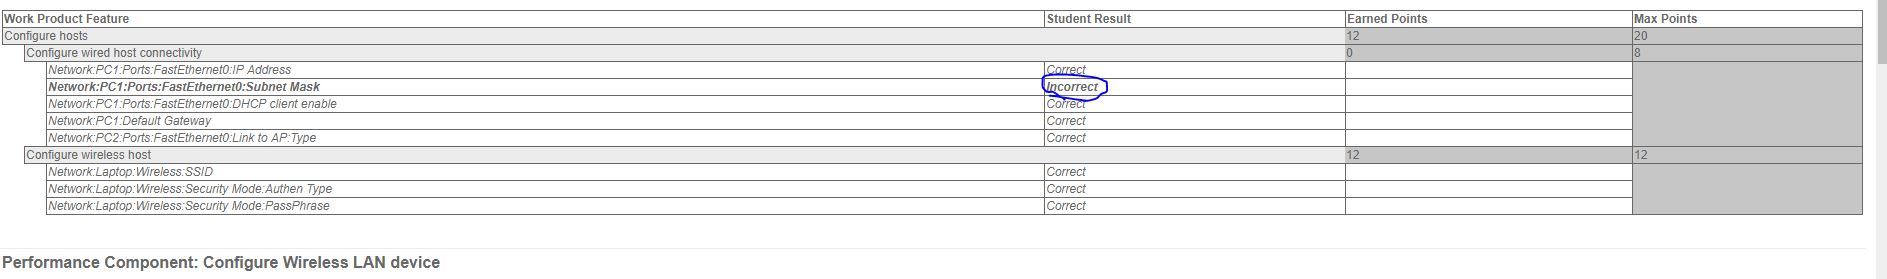 Work Product Feature Student Result Earned Points Max Points
Configure hosts 12 20
Configure wired host connectivity 0 8
Network:PC1:Ports:FastEthernet0:IP Address Correct
Network:PC1:Ports:FastEthernet0:Subnet Mask Incorrect
Network:PC1:Ports:FastEthernet0:DHCP client enable Correct
Network:PC1:Default Gateway Correct
Network:PC2:Ports:FastEthernet0:Link to AP:Type Correct
Configure wireless host 12 12
Network:Laptop:Wireless:SSID Correct
Network:Laptop:Wireless:Security Mode:Authen Type Correct
Network:Laptop:Wireless:Security Mode:PassPhrase Correct
Performance Component: Configure Wireless LAN device